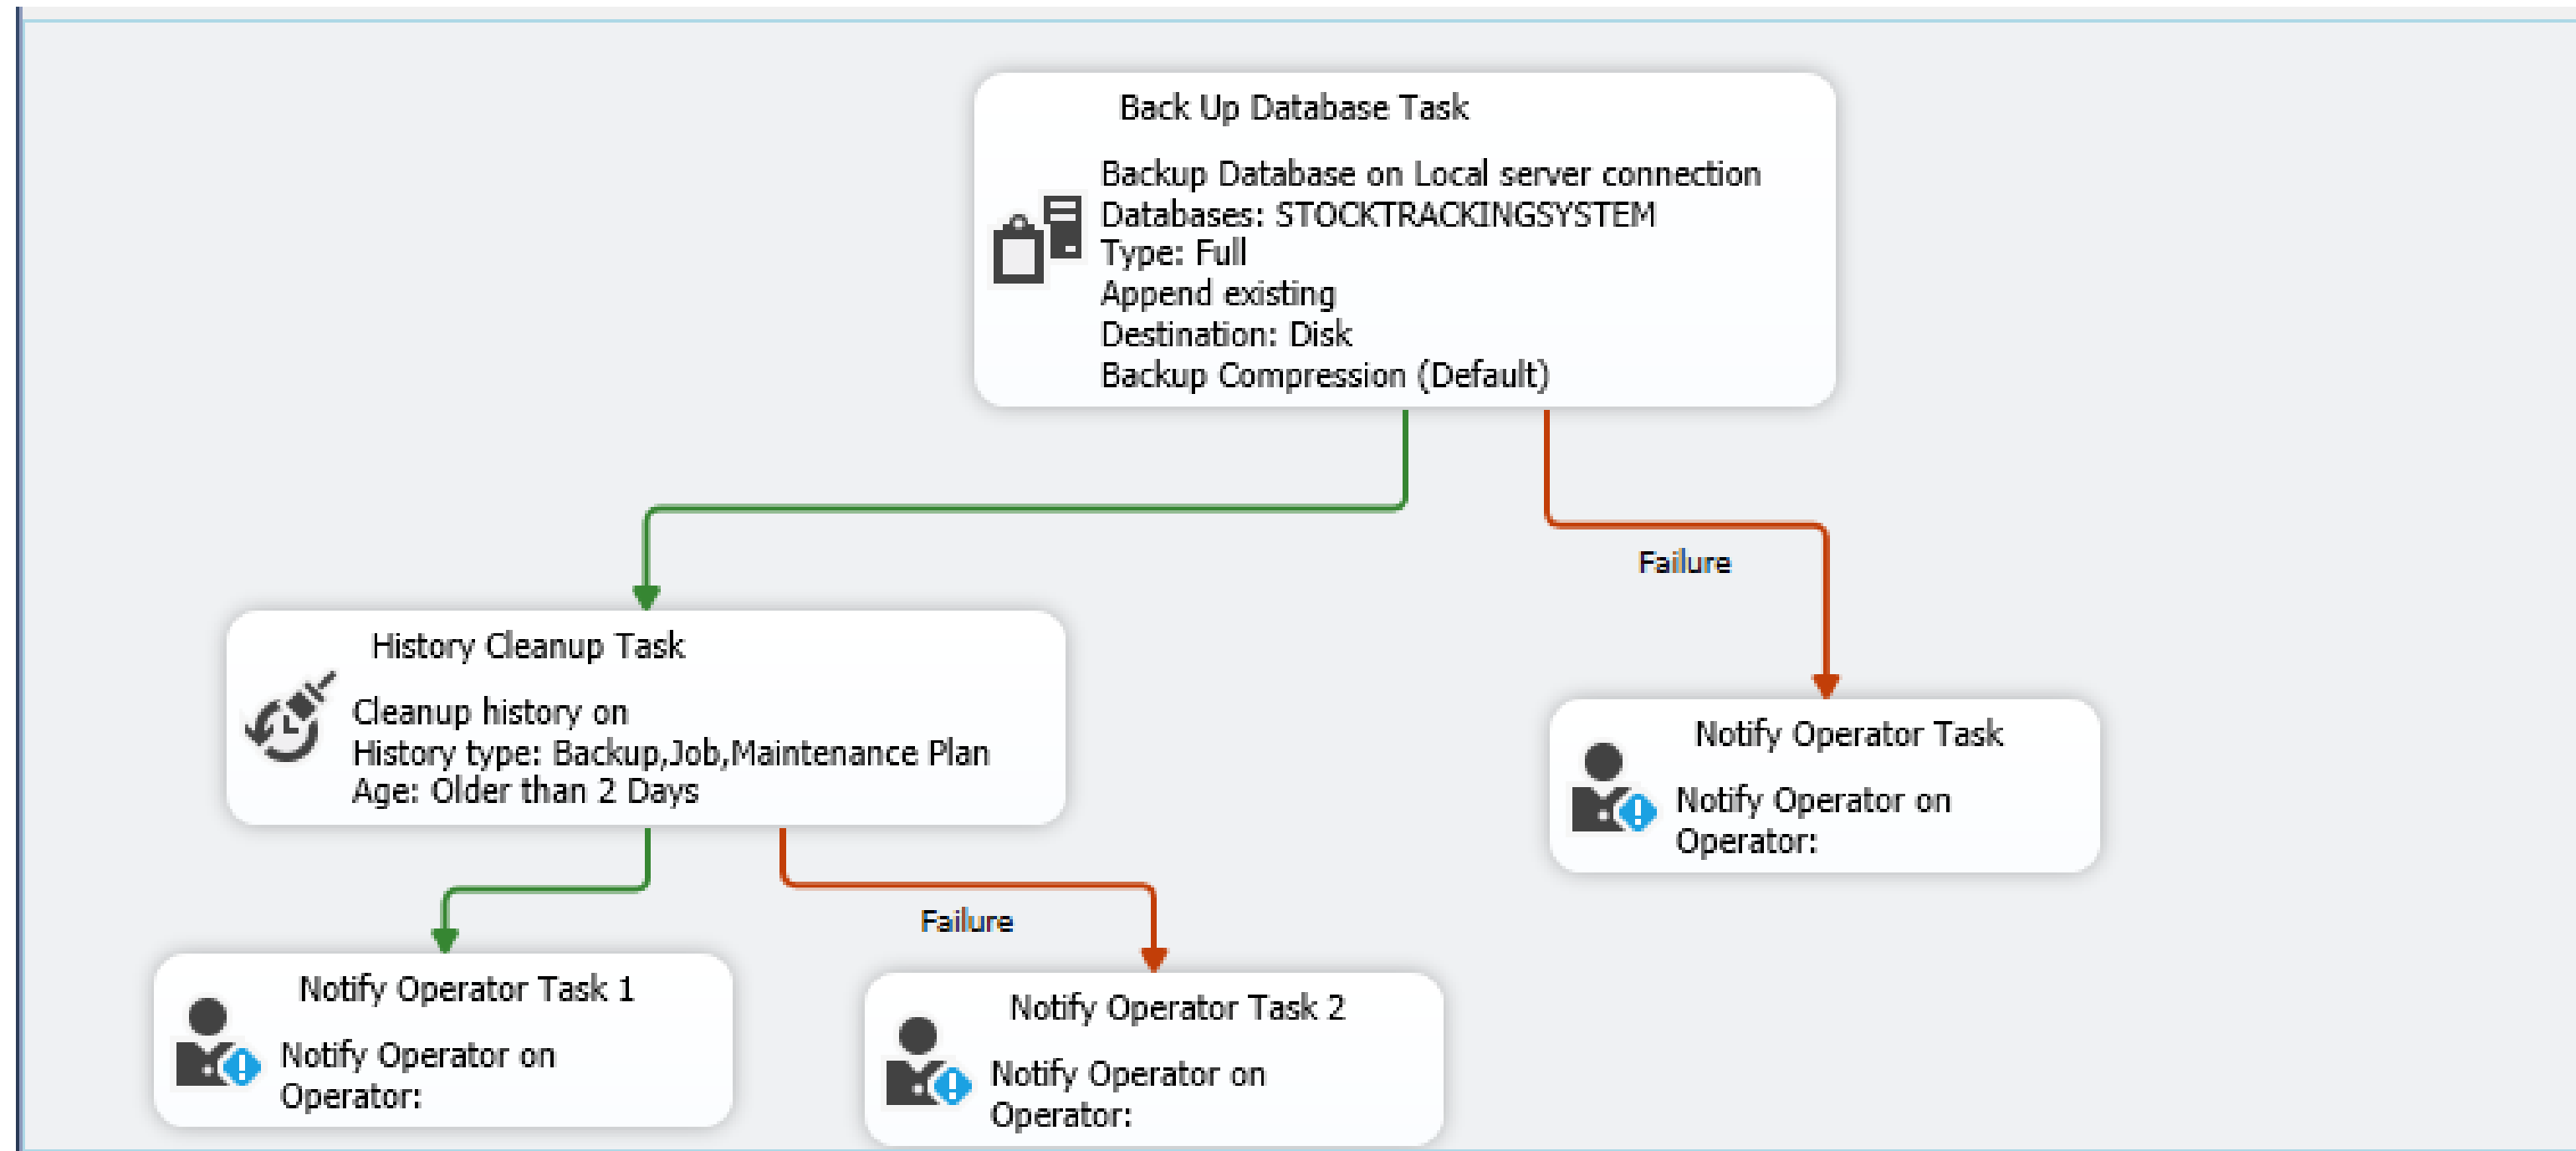 Back Up Database Task
Backup Database on Local server connection
Databases: STOCKTRACKINGSYSTEM
Type: Full
Append existing
Destination: Disk
Backup Compression (Default)
Failure
History Cleanup Task
Cleanup history on
History type: Backup,Job,Maintenance Plan
Age: Older than 2 Days
Notify Operator Task
Notify Operator on
Operator:
Failure
Notify Operator Task 1
Notify Operator on
Operator:
Notify Operator Task 2
Notify Operator on
Operator: